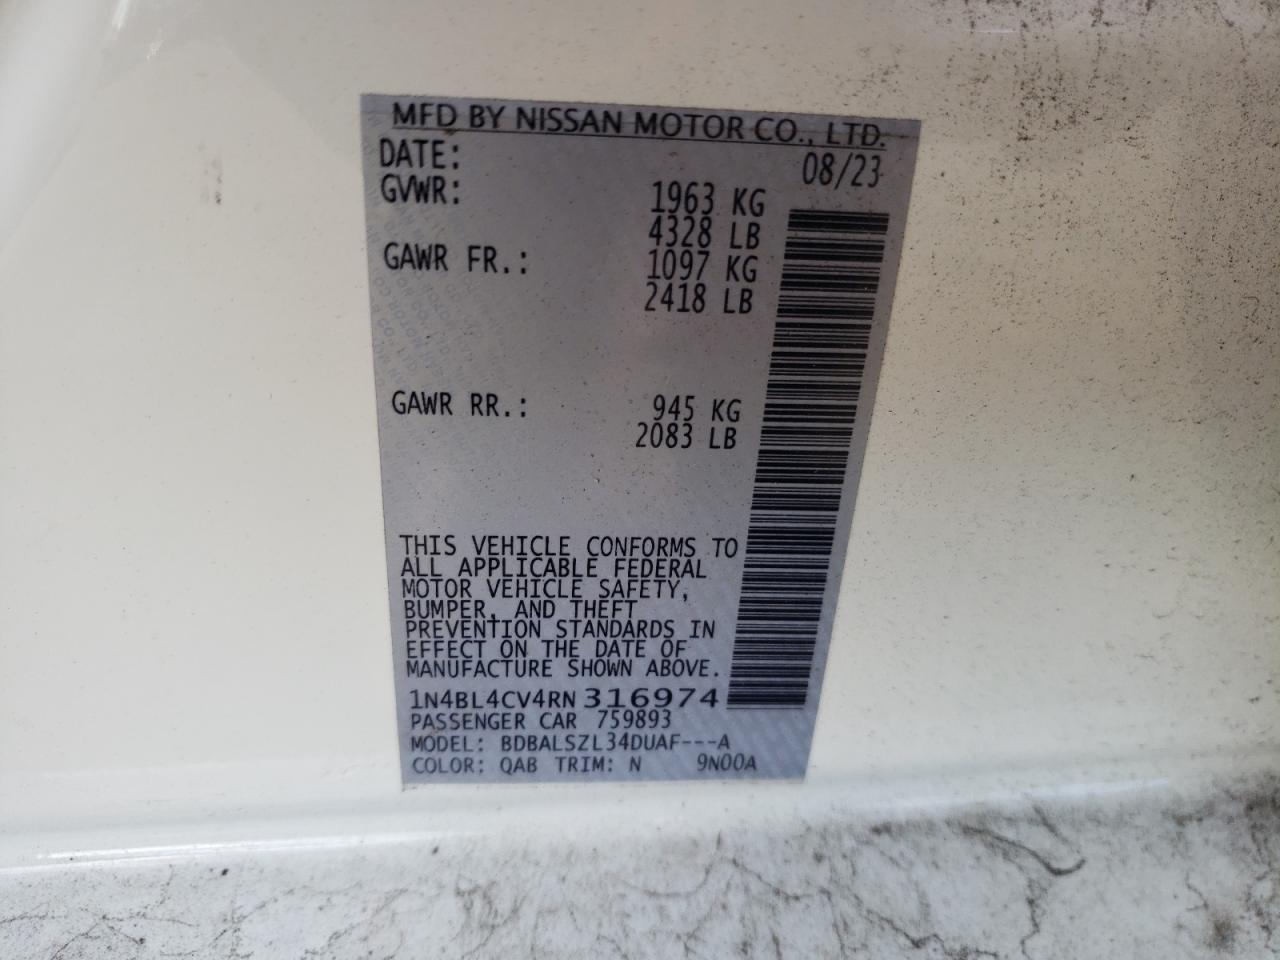 MFD BY NISSAN MOTOR CO., LTD.
DATE: 08/23
GVWR: 1963 KG
4328 LB
GAWR FR.: 1097 KG
2418 LB
GAWR RR.: 945 KG
2083 LB
THIS VEHICLE CONFORMS TO
ALL APPLICABLE FEDERAL
MOTOR VEHICLE SAFETY,
BUMPER, AND THEFT
PREVENTION STANDARDS IN
EFFECT ON THE DATE OF
MANUFACTURE SHOWN ABOVE.
1N4BL4CV4RN316974
PASSENGER CAR 759893
MODEL: BDBALSZL34DUAF---A
COLOR: QAB TRIM: N 9N00A